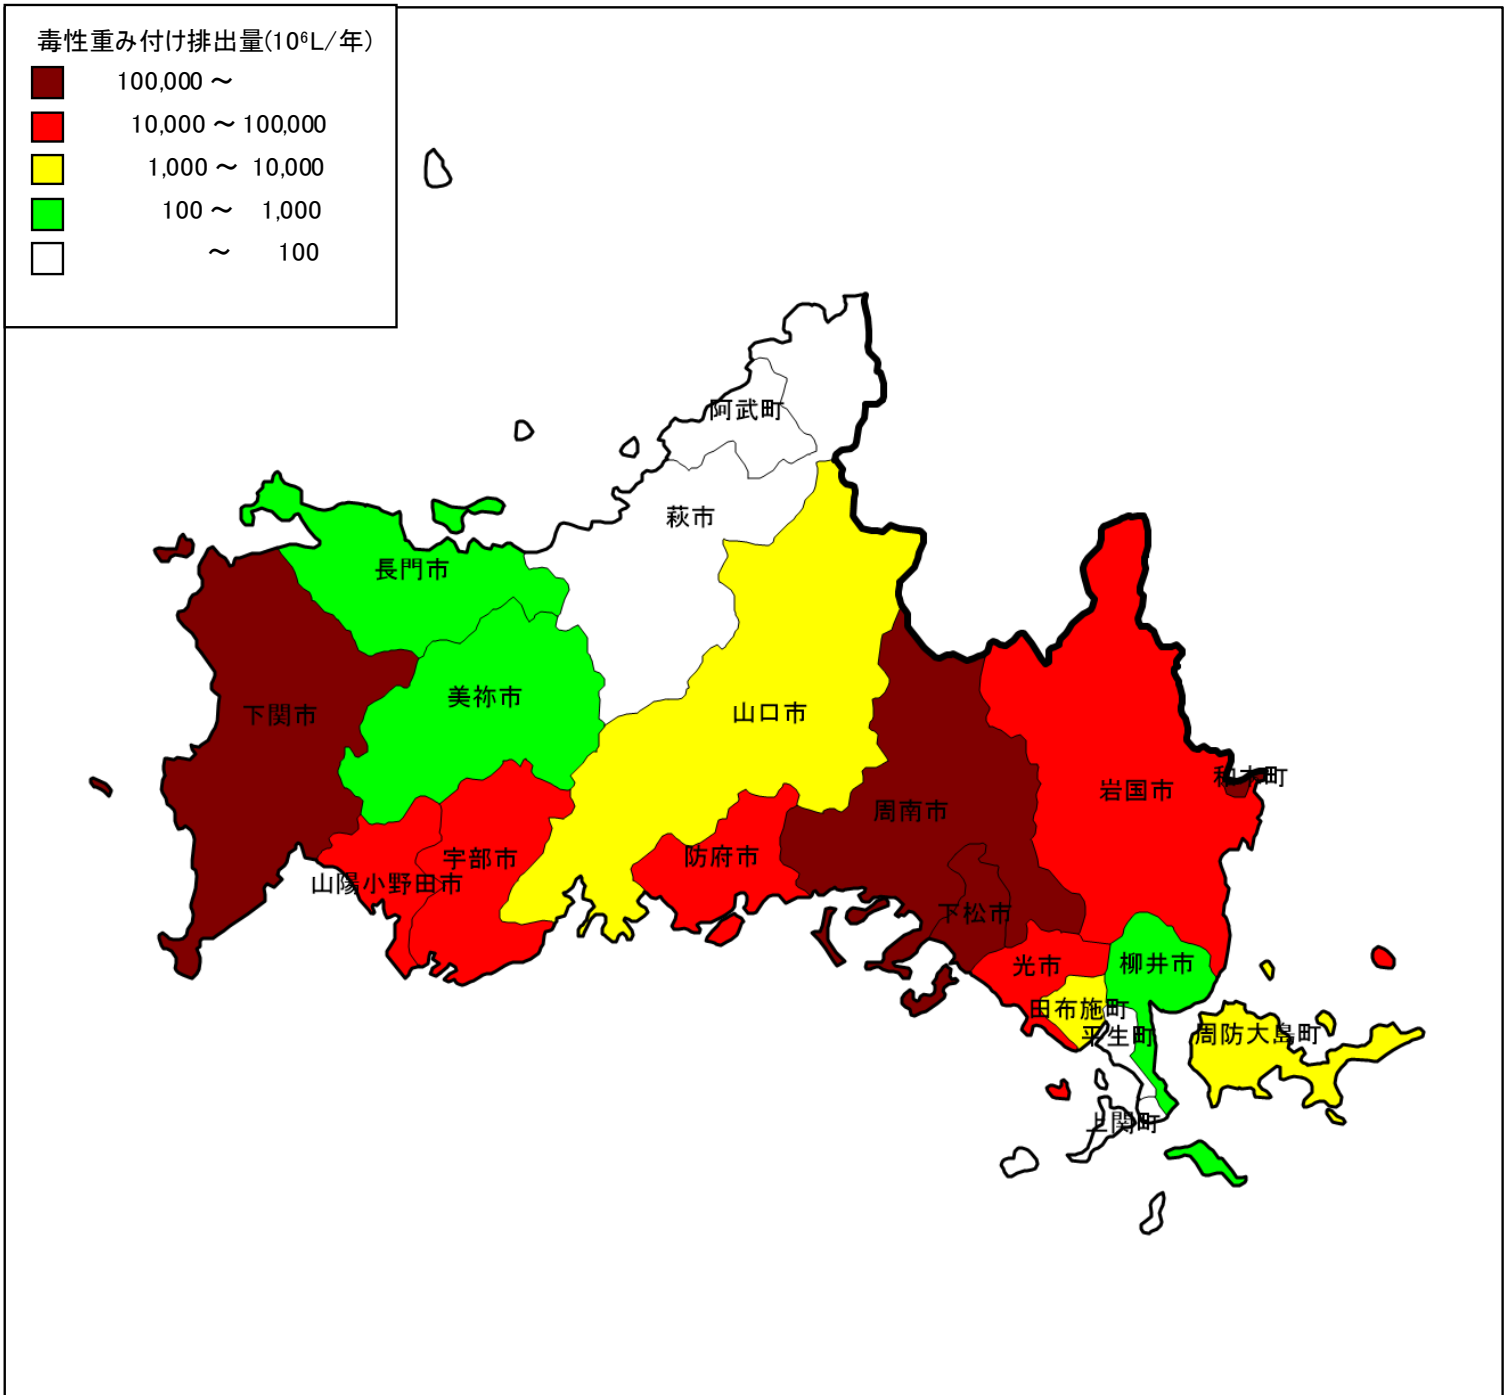 毒性重み付け排出量(10⁶L/年)
100,000 ～
10,000 ～ 100,000
1,000 ～ 10,000
100 ～ 1,000
～ 100
阿武町
萩市
長門市
美祢市
下関市
山口市
岩国市
和木町
周南市
防府市
宇部市
山陽小野田市
下松市
光市
柳井市
田布施町
平生町
周防大島町
上関町